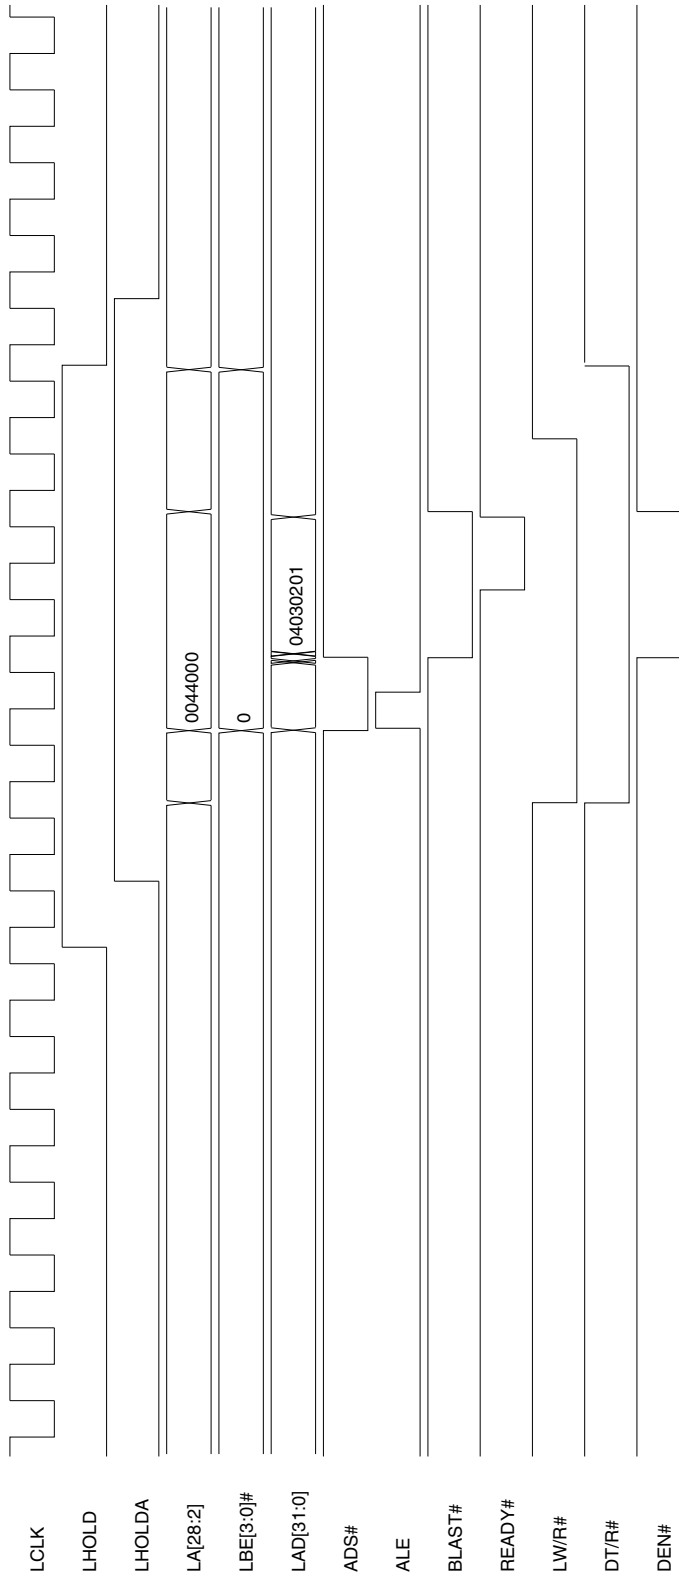 LCLK
LHOLD
LHOLDA
LA[28:2]
0044000
LBE[3:0]#
0
LAD[31:0]
04030201
ADS#
ALE
BLAST#
READY#
LW/R#
DT/R#
DEN#